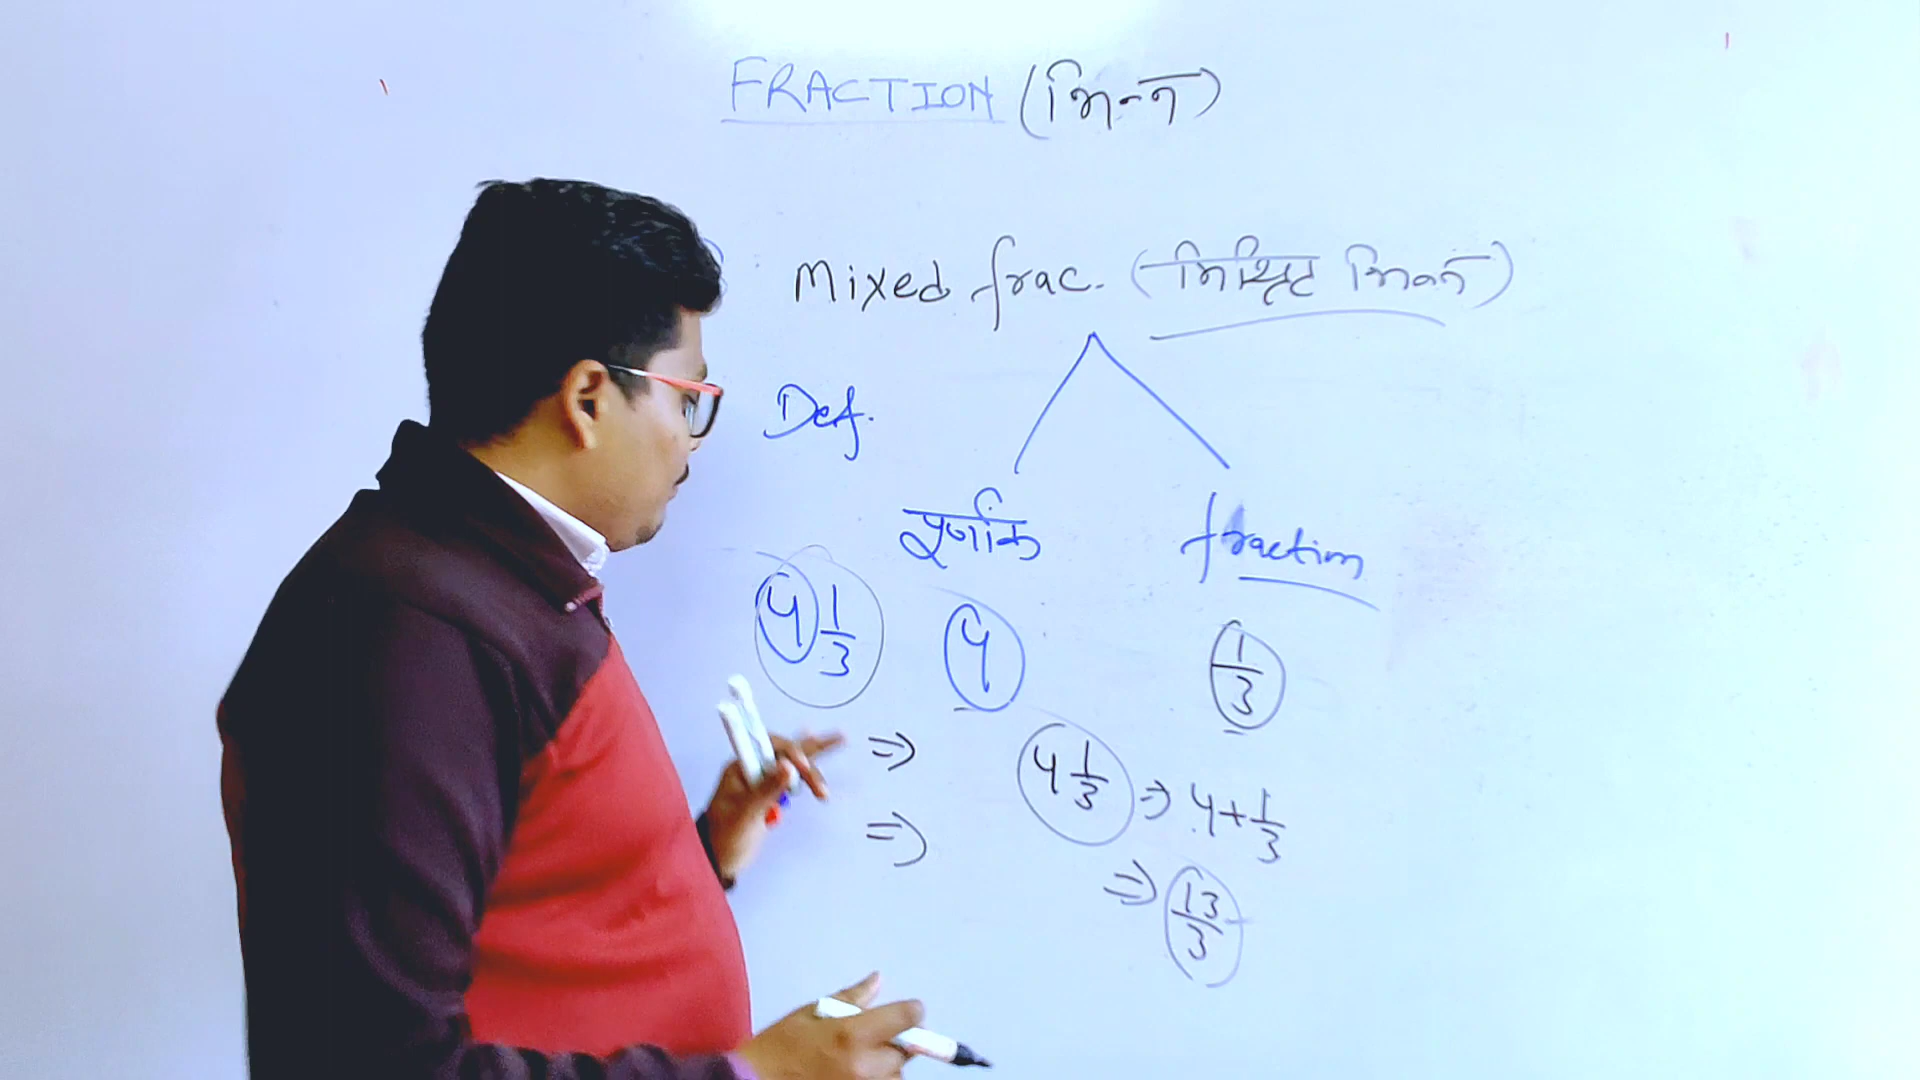 FRACTION (भिन्न)
Mixed frac. (मिश्रित भिन्न)
Def.
पूर्णांक fraction
4 1/3 4 1/3
⇒ 4 1/3 ⇒ 4 + 1/3
⇒ ⇒ 13/3